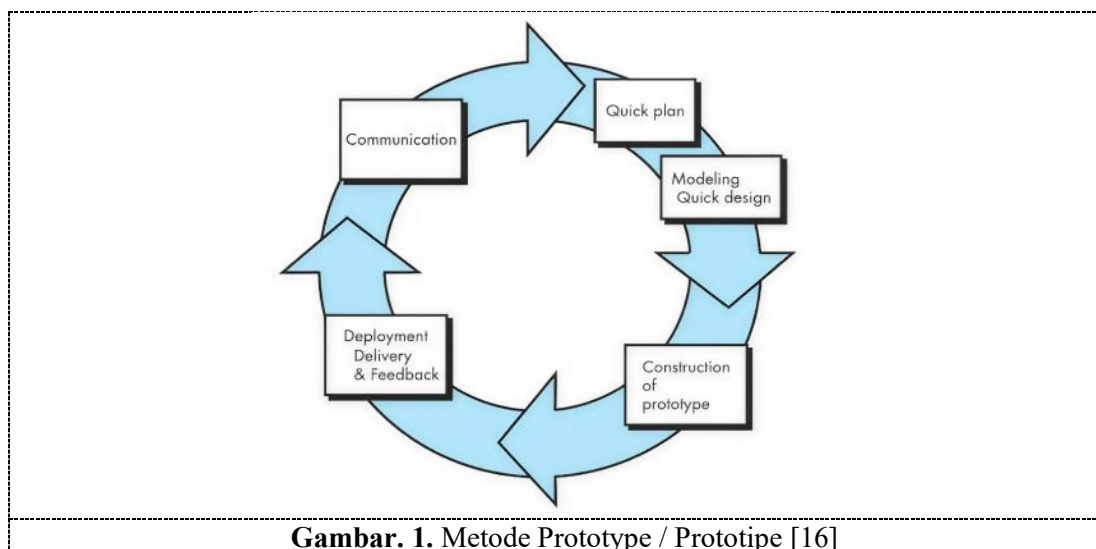 Communication
Quick plan
Modeling
Quick design
Construction
of
prototype
Deployment
Delivery
& Feedback
Gambar. 1. Metode Prototype / Prototipe [16]